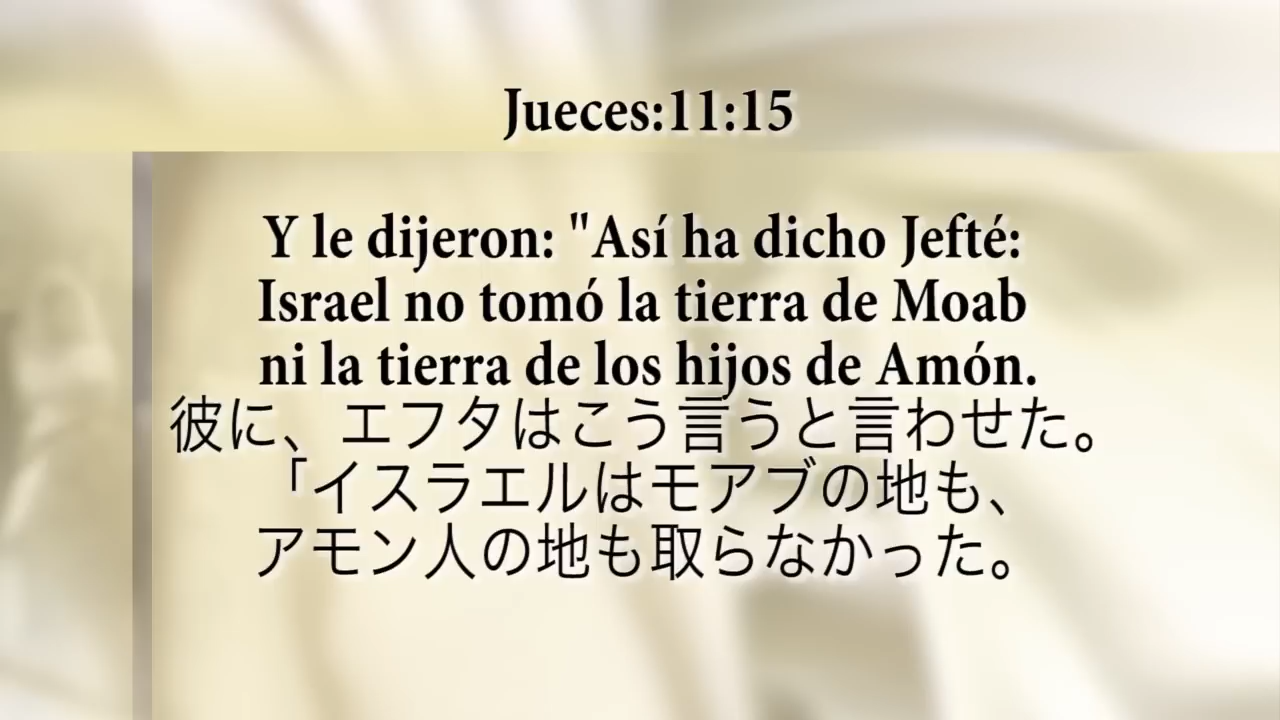 Jueces:11:15
Y le dijeron: "Así ha dicho Jefté:
Israel no tomó la tierra de Moab
ni la tierra de los hijos de Amón.
彼に、エフタはこう言うと言わせた。
「イスラエルはモアブの地も、
アモン人の地も取らなかった。